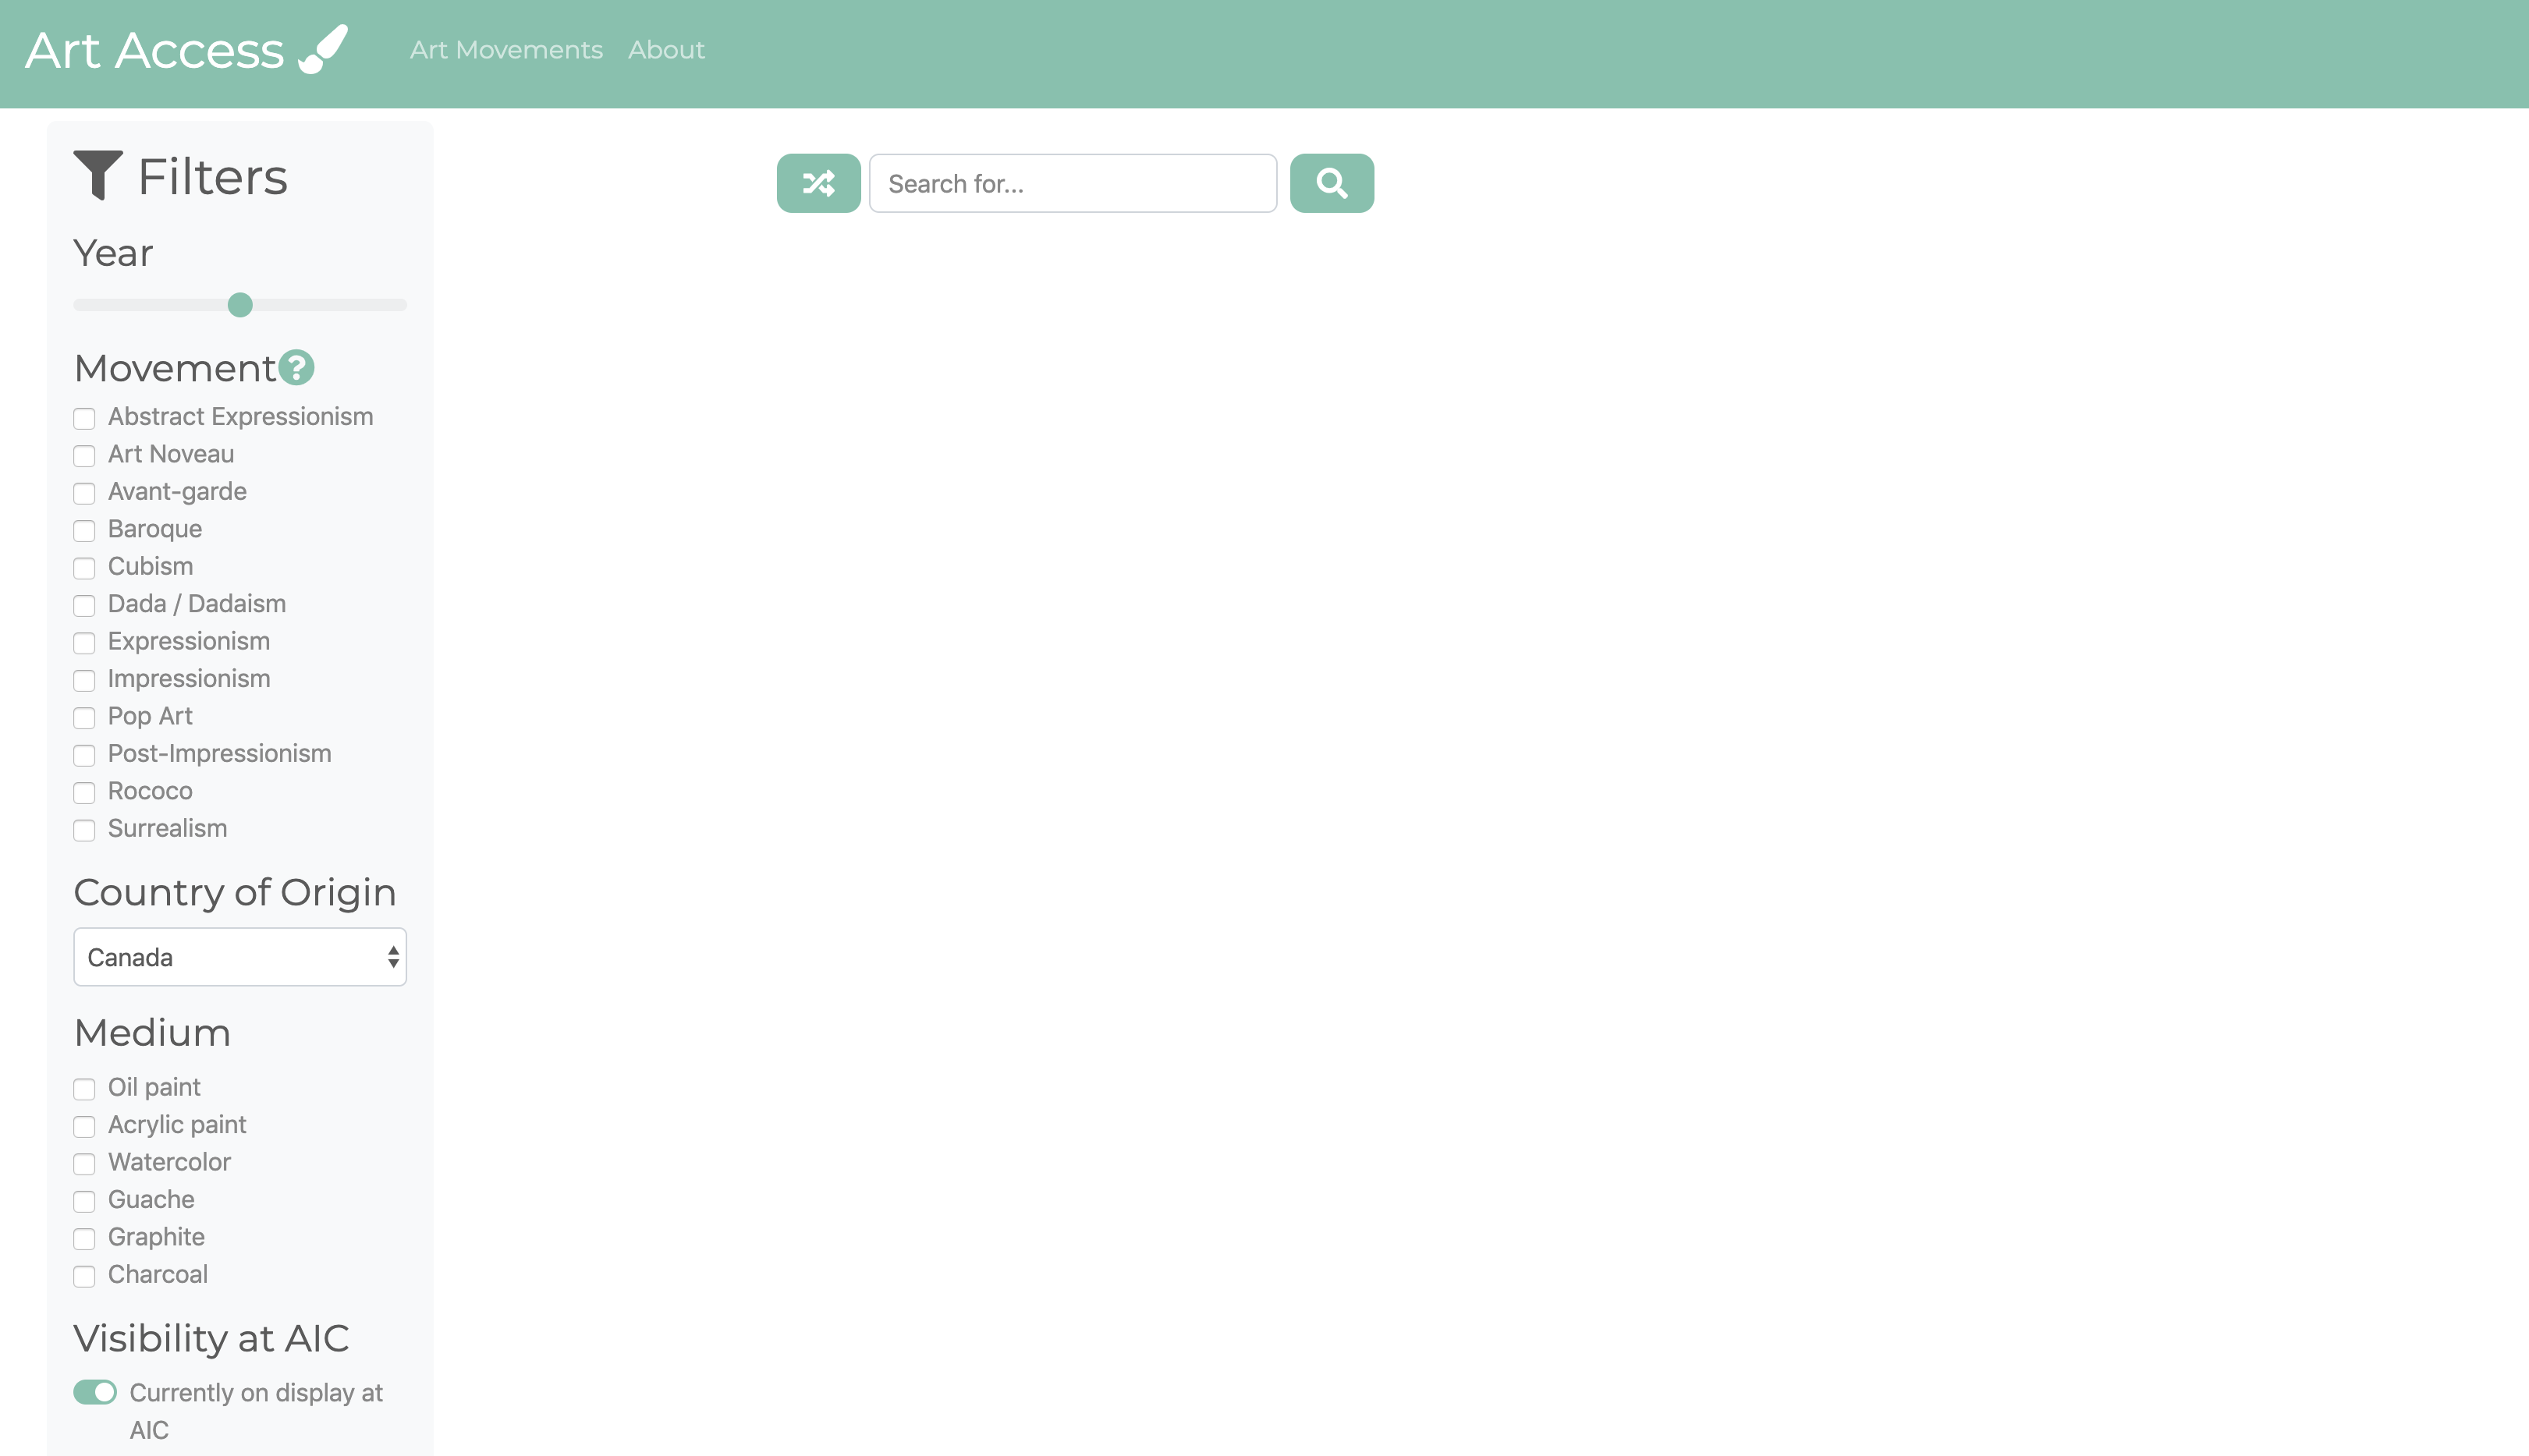 Art Access
Art Movements
About
Filters
Search for...
Year
Movement
Abstract Expressionism
Art Noveau
Avant-garde
Baroque
Cubism
Dada / Dadaism
Expressionism
Impressionism
Pop Art
Post-Impressionism
Rococo
Surrealism
Country of Origin
Canada
Medium
Oil paint
Acrylic paint
Watercolor
Guache
Graphite
Charcoal
Visibility at AIC
Currently on display at
AIC